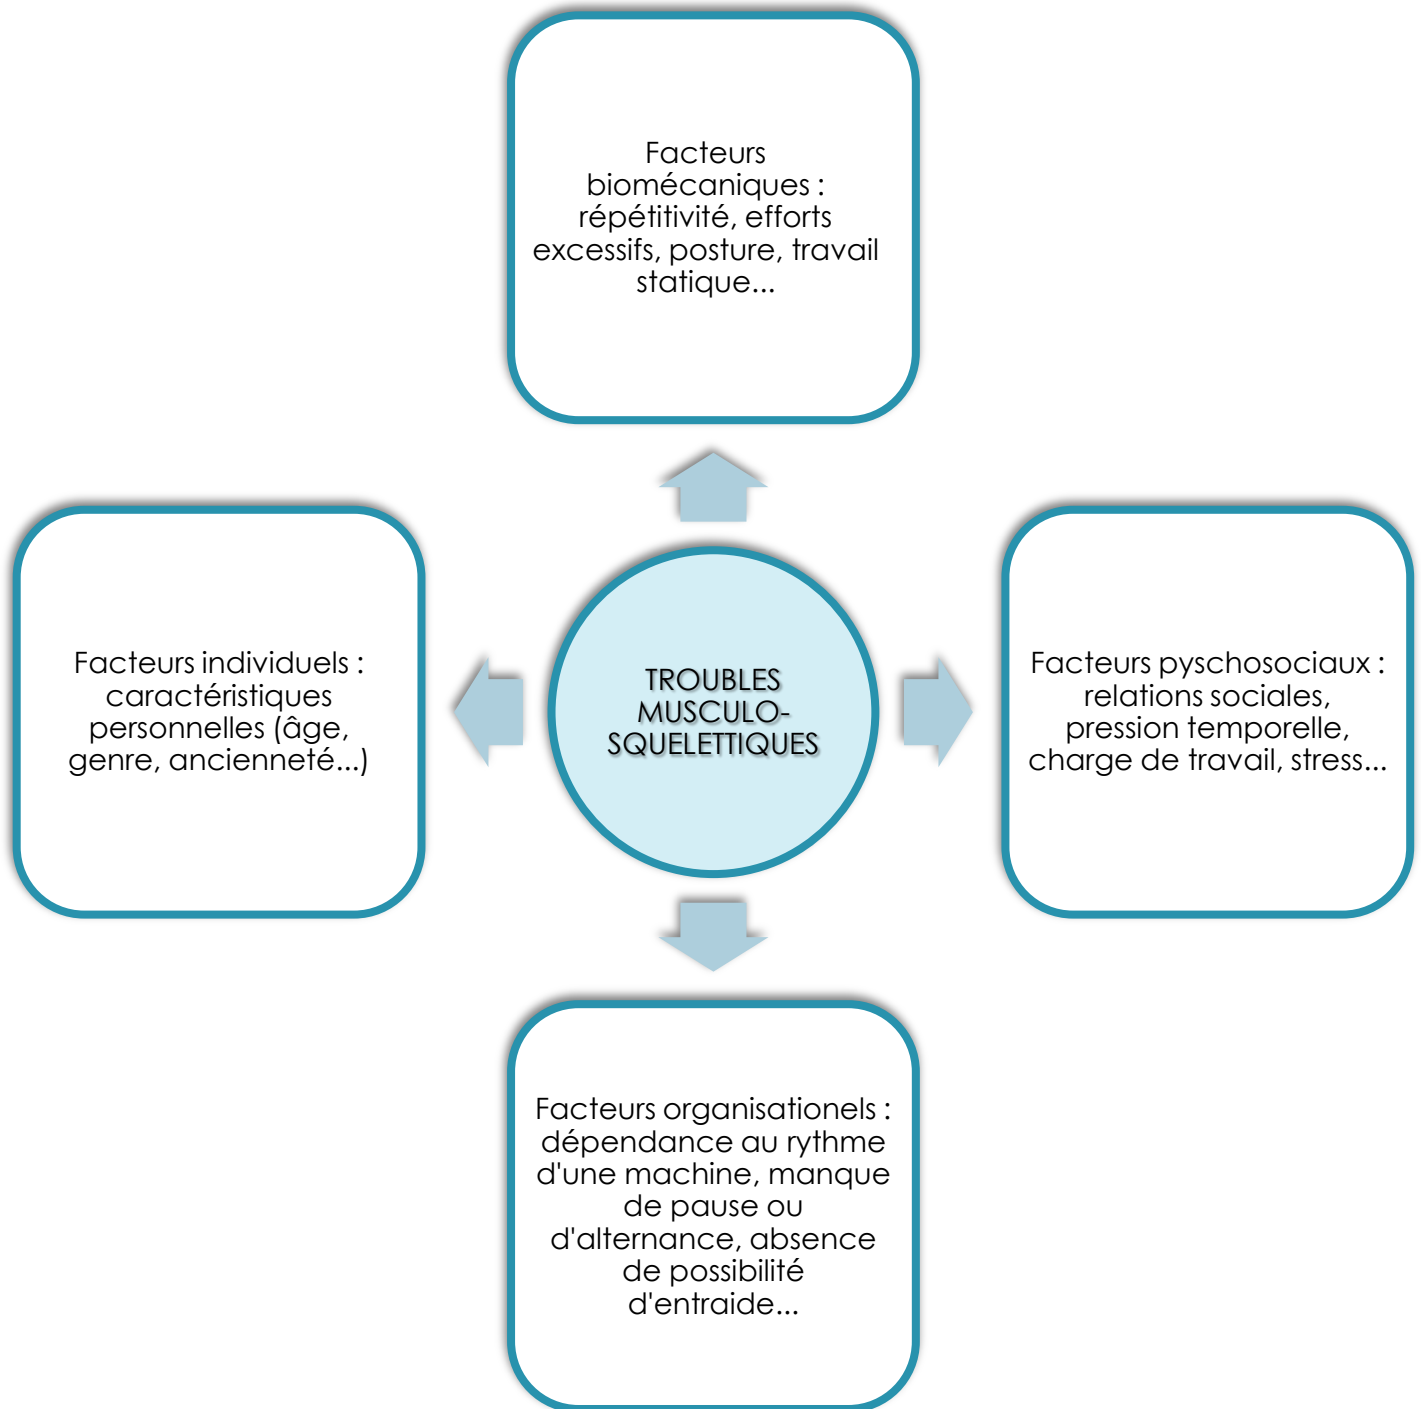 Facteurs
biomécaniques :
répétitivité, efforts
excessifs, posture, travail
statique...
Facteurs individuels :
caractéristiques
personnelles (âge,
genre, ancienneté...)
TROUBLES
MUSCULO-
SQUELETTIQUES
Facteurs pyschosociaux :
relations sociales,
pression temporelle,
charge de travail, stress...
Facteurs organisationels :
dépendance au rythme
d'une machine, manque
de pause ou
d'alternance, absence
de possibilité
d'entraide...